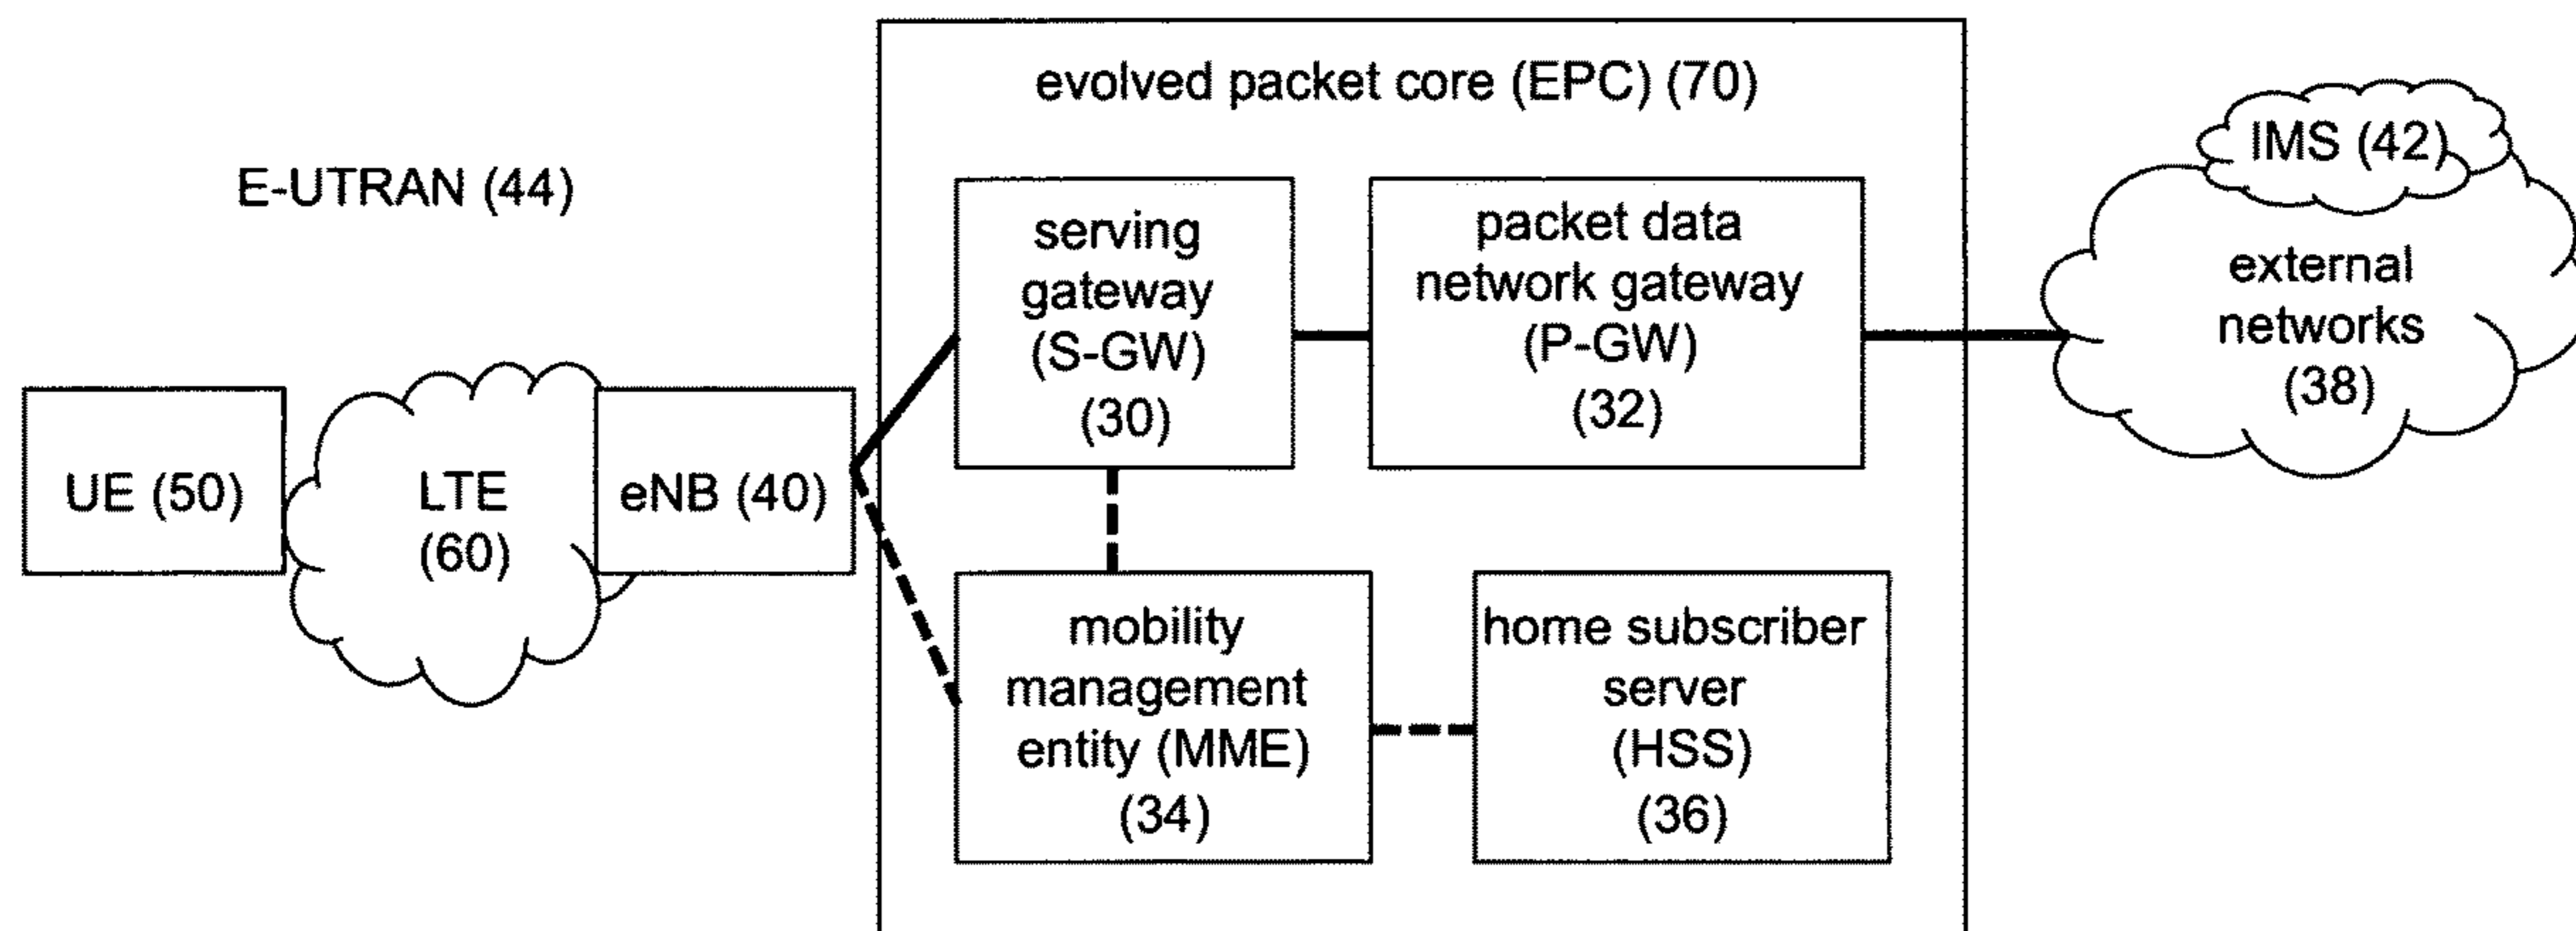 E-UTRAN (44)
UE (50)
LTE
(60)
eNB (40)
evolved packet core (EPC) (70)
serving
gateway
(S-GW)
(30)
packet data
network gateway
(P-GW)
(32)
mobility
management
entity (MME)
(34)
home subscriber
server
(HSS)
(36)
IMS (42)
external
networks
(38)